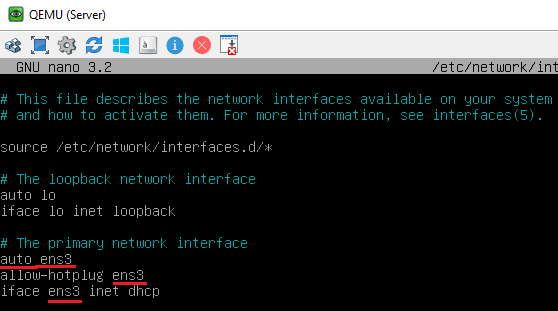 QEMU (Server)
GNU nano 3.2 /etc/network/int
# This file describes the network interfaces available on your system
# and how to activate them. For more information, see interfaces(5).
source /etc/network/interfaces.d/*
# The loopback network interface
auto lo
iface lo inet loopback
# The primary network interface
auto ens3
allow-hotplug ens3
iface ens3 inet dhcp